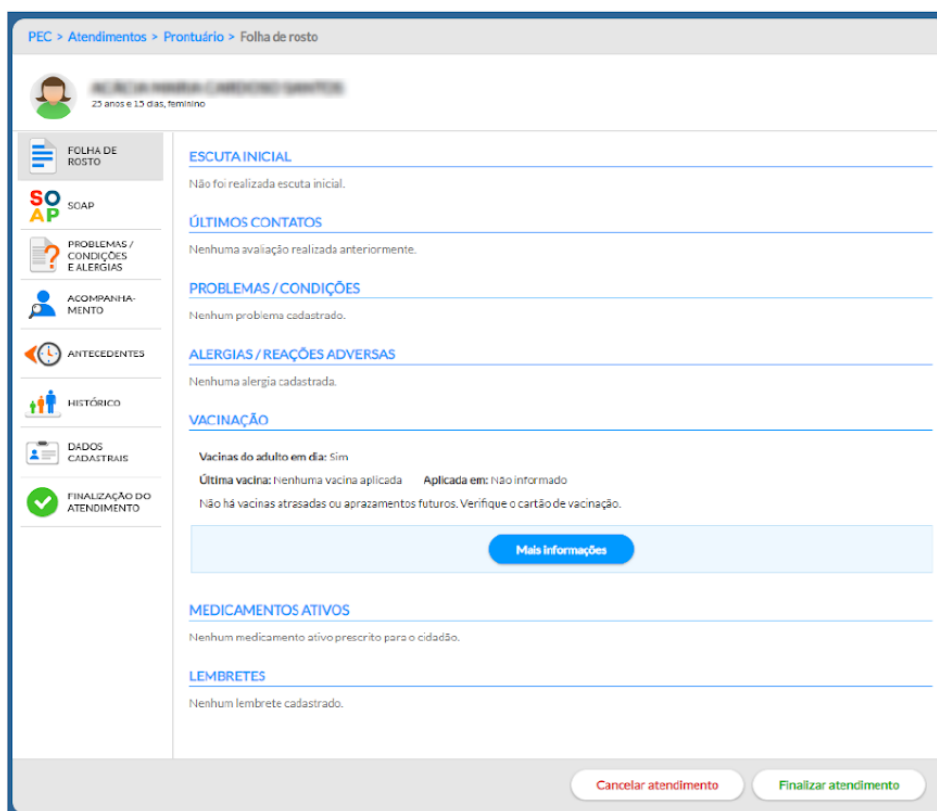 PEC > Atendimentos > Prontuário > Folha de rosto
25 anos e 15 dias, feminino
FOLHA DE
ROSTO
SOAP
SOAP
PROBLEMAS /
CONDIÇÕES
E ALERGIAS
ACOMPANHA-
MENTO
ANTECEDENTES
HISTÓRICO
DADOS
CADASTRAIS
FINALIZAÇÃO DO
ATENDIMENTO
ESCUTA INICIAL
Não foi realizada escuta inicial.
ÚLTIMOS CONTATOS
Nenhuma avaliação realizada anteriormente.
PROBLEMAS / CONDIÇÕES
Nenhum problema cadastrado.
ALERGIAS / REAÇÕES ADVERSAS
Nenhuma alergia cadastrada.
VACINAÇÃO
Vacinas do adulto em dia: Sim
Última vacina: Nenhuma vacina aplicada Aplicada em: Não informado
Não há vacinas atrasadas ou aprazamentos futuros. Verifique o cartão de vacinação.
Mais informações
MEDICAMENTOS ATIVOS
Nenhum medicamento ativo prescrito para o cidadão.
LEMBRETES
Nenhum lembrete cadastrado.
Cancelar atendimento
Finalizar atendimento